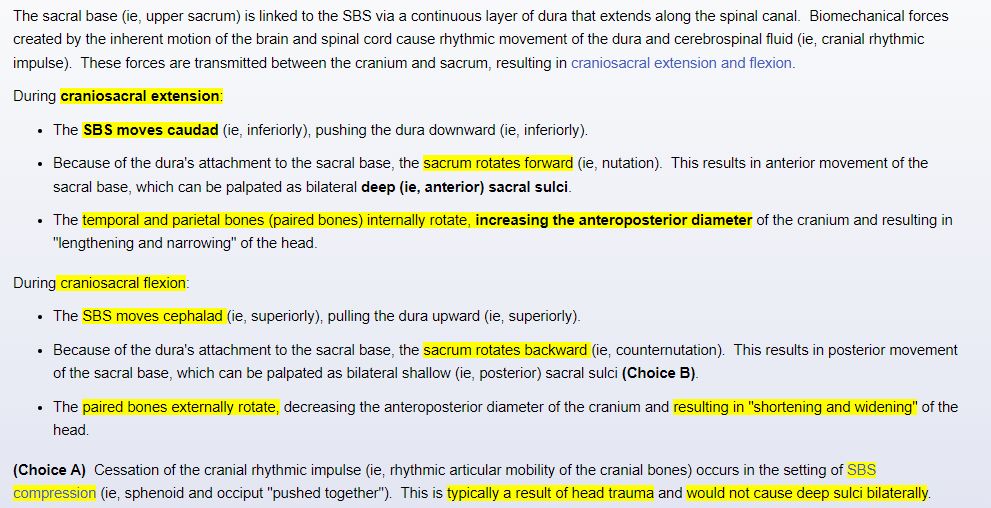 The sacral base (ie, upper sacrum) is linked to the SBS via a continuous layer of dura that extends along the spinal canal.  Biomechanical forces
created by the inherent motion of the brain and spinal cord cause rhythmic movement of the dura and cerebrospinal fluid (ie, cranial rhythmic
impulse).  These forces are transmitted between the cranium and sacrum, resulting in craniosacral extension and flexion.
During craniosacral extension:
• The SBS moves caudad (ie, inferiorly), pushing the dura downward (ie, inferiorly).
• Because of the dura's attachment to the sacral base, the sacrum rotates forward (ie, nutation).  This results in anterior movement of the
sacral base, which can be palpated as bilateral deep (ie, anterior) sacral sulci.
• The temporal and parietal bones (paired bones) internally rotate, increasing the anteroposterior diameter of the cranium and resulting in
"lengthening and narrowing" of the head.
During craniosacral flexion:
• The SBS moves cephalad (ie, superiorly), pulling the dura upward (ie, superiorly).
• Because of the dura's attachment to the sacral base, the sacrum rotates backward (ie, counternutation).  This results in posterior movement
of the sacral base, which can be palpated as bilateral shallow (ie, posterior) sacral sulci (Choice B).
• The paired bones externally rotate, decreasing the anteroposterior diameter of the cranium and resulting in "shortening and widening" of the
head.
(Choice A)  Cessation of the cranial rhythmic impulse (ie, rhythmic articular mobility of the cranial bones) occurs in the setting of SBS
compression (ie, sphenoid and occiput "pushed together").  This is typically a result of head trauma and would not cause deep sulci bilaterally.